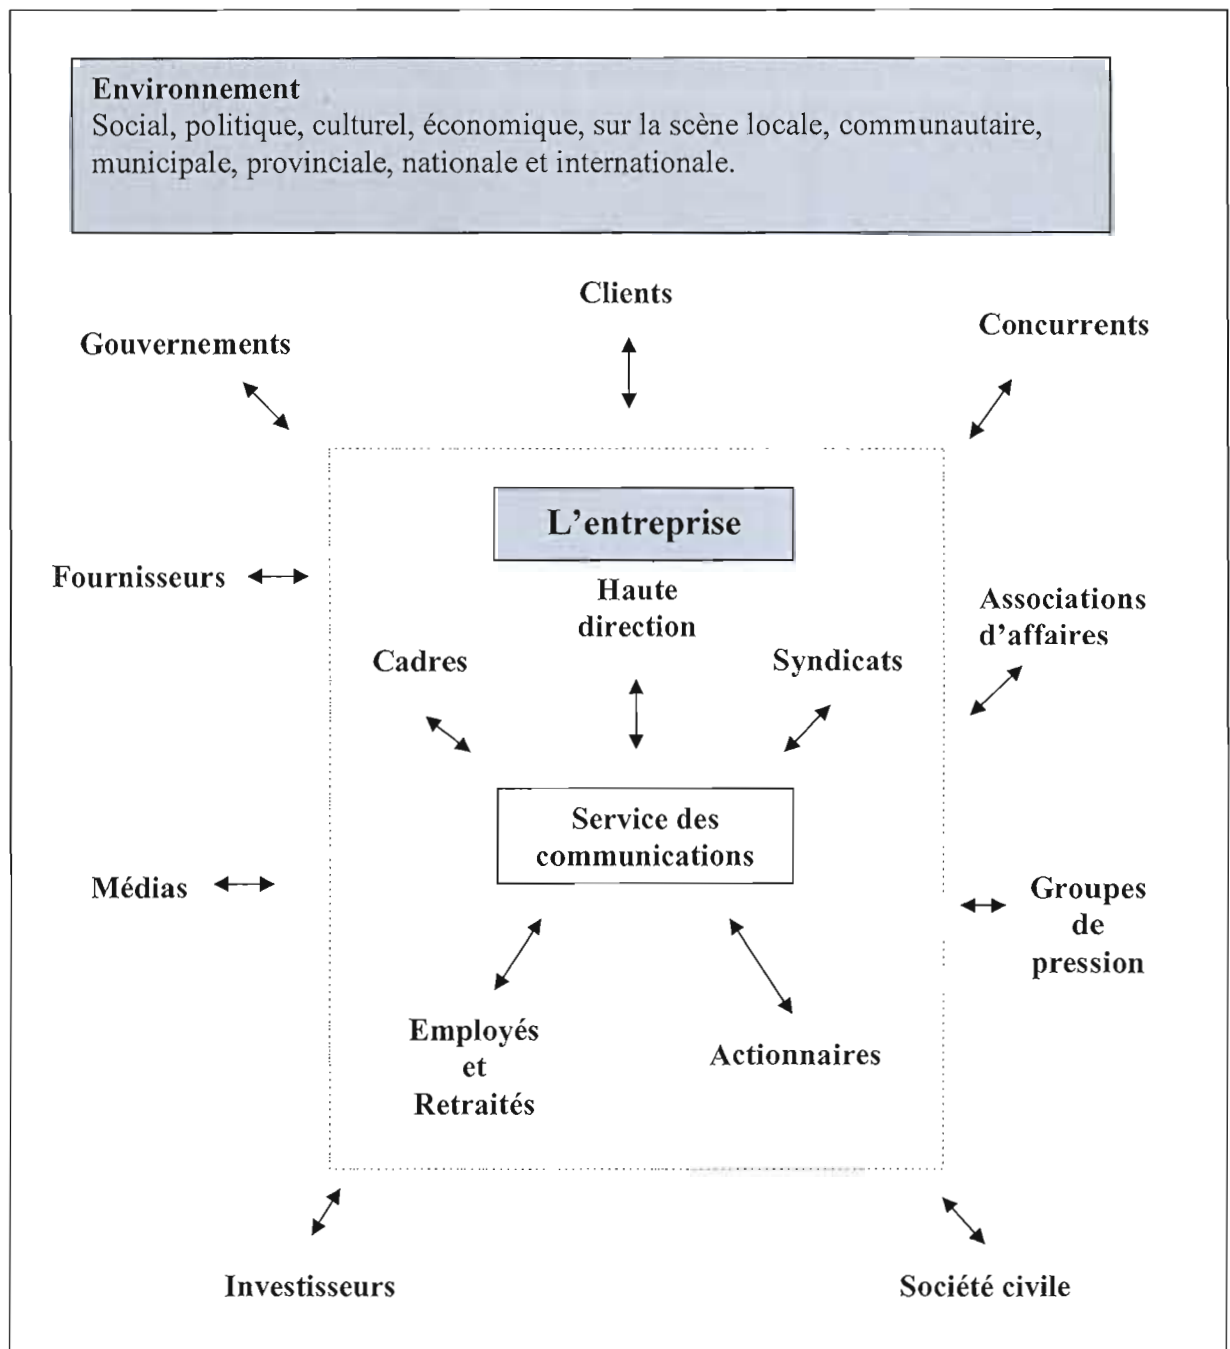 Environnement
Social, politique, culturel, économique, sur la scène locale, communautaire,
municipale, provinciale, nationale et internationale.
Clients
Concurrents
Gouvernements
L'entreprise
Fournisseurs
Haute
direction
Associations
d'affaires
Cadres
Syndicats
Service des
communications
Médias
Groupes
de
pression
Employés
et
Retraités
Actionnaires
Investisseurs
Société civile